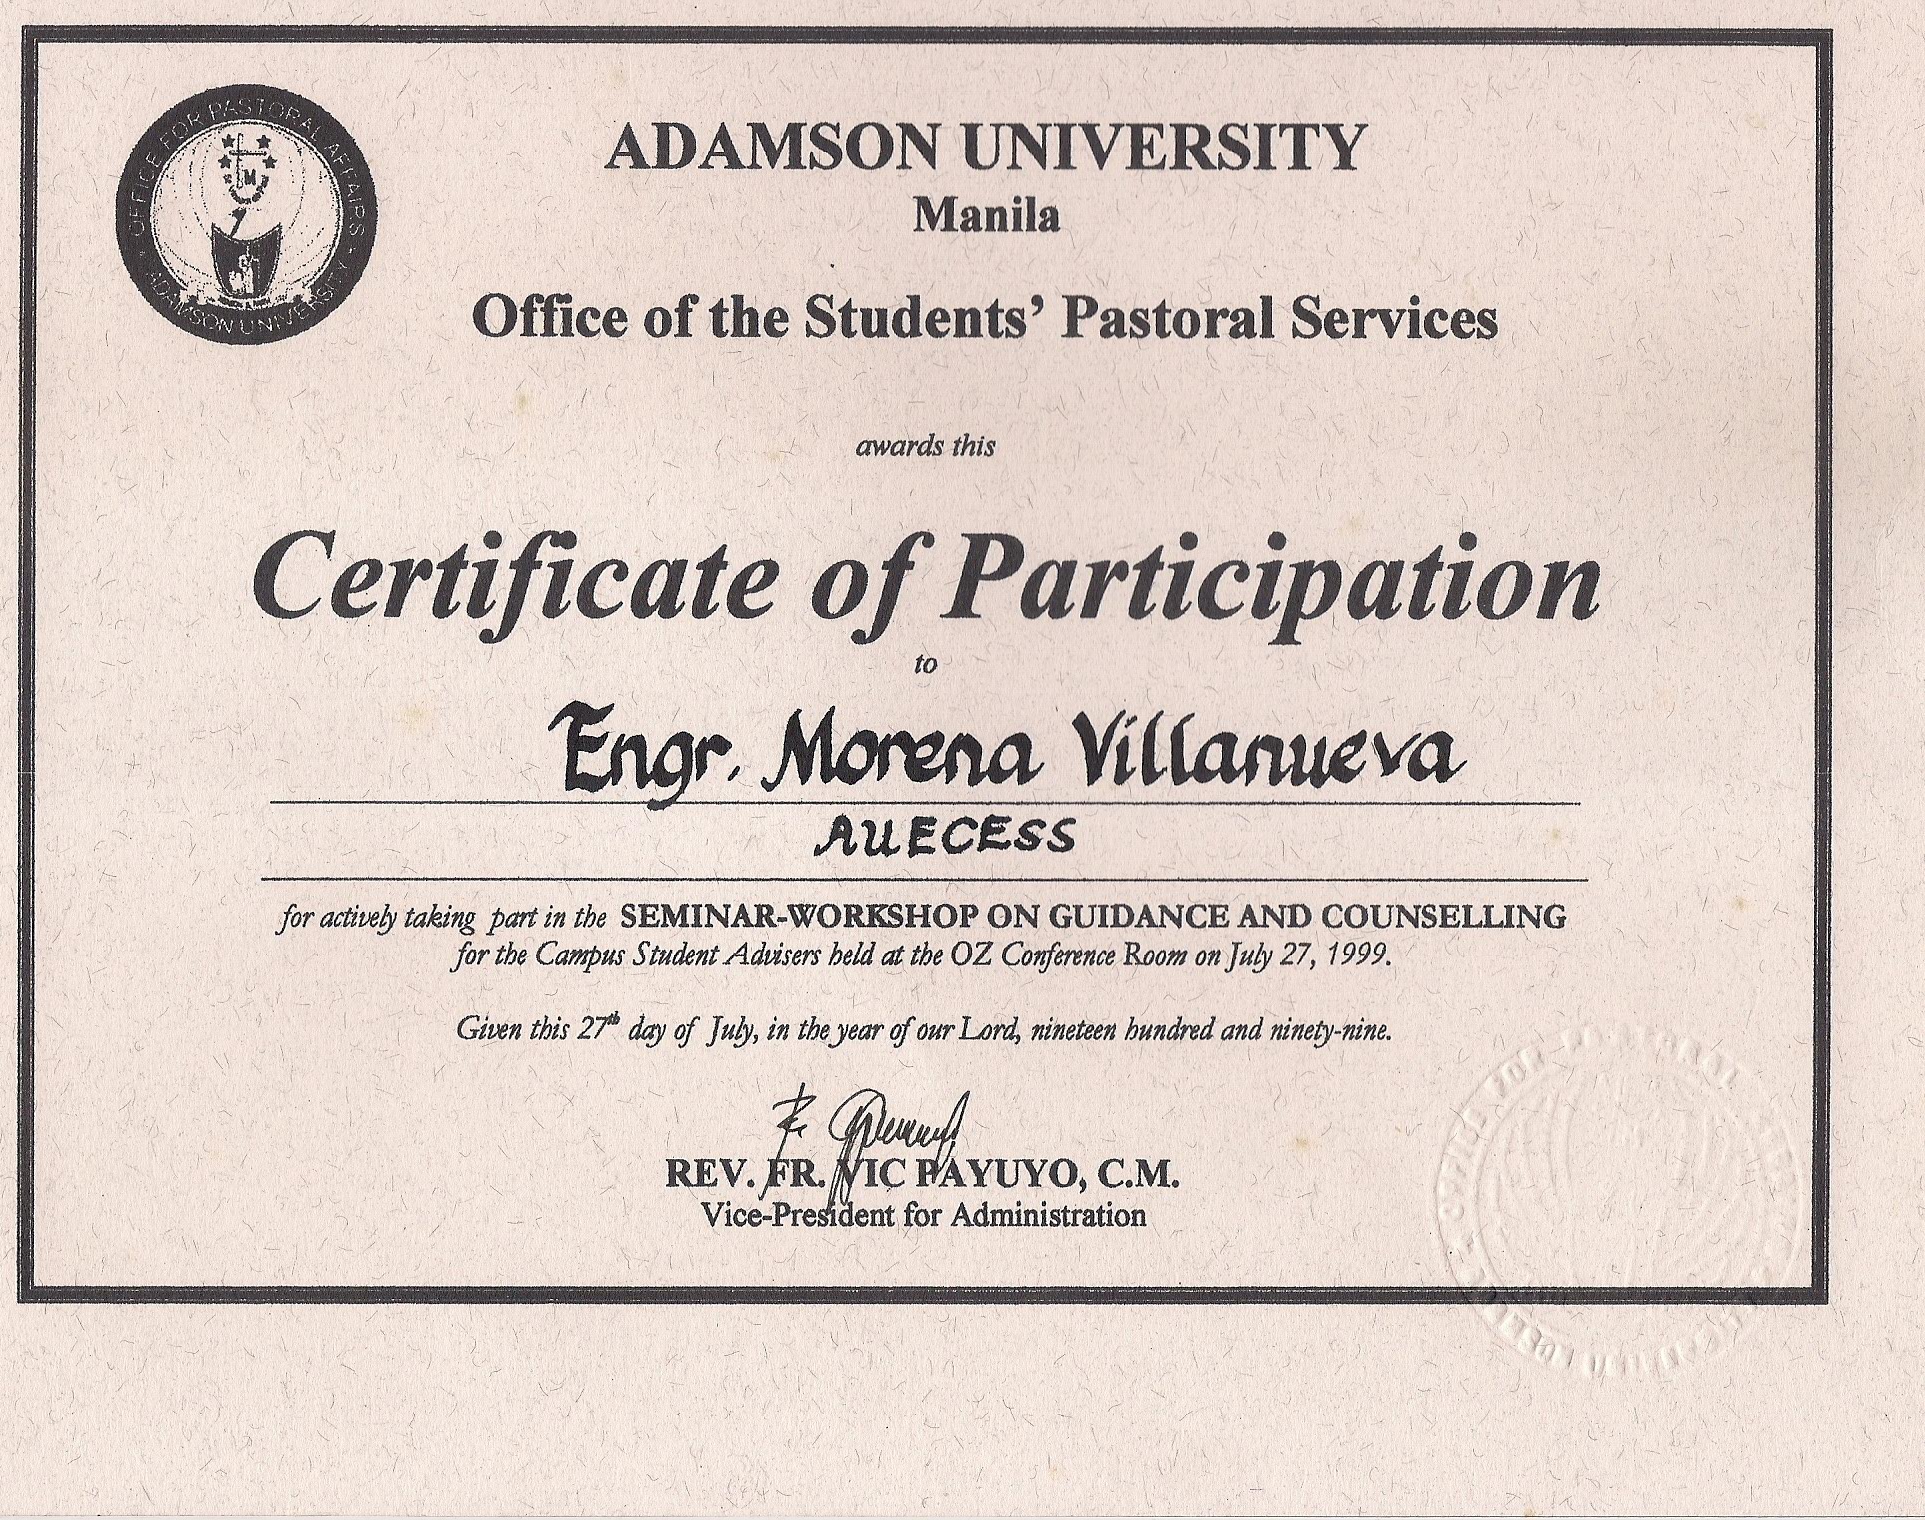 OFFICE FOR PASTORAL AFFAIRS
ADAMSON UNIVERSITY
M
ADAMSON UNIVERSITY
Manila
Office of the Students' Pastoral Services
awards this
Certificate of Participation
to
Engr. Morena Villanueva
AUECESS
for actively taking part in the SEMINAR-WORKSHOP ON GUIDANCE AND COUNSELLING
for the Campus Student Advisers held at the OZ Conference Room on July 27, 1999.
Given this 27th day of July, in the year of our Lord, nineteen hundred and ninety-nine.
REV. FR. VIC PAYUYO, C.M.
Vice-President for Administration